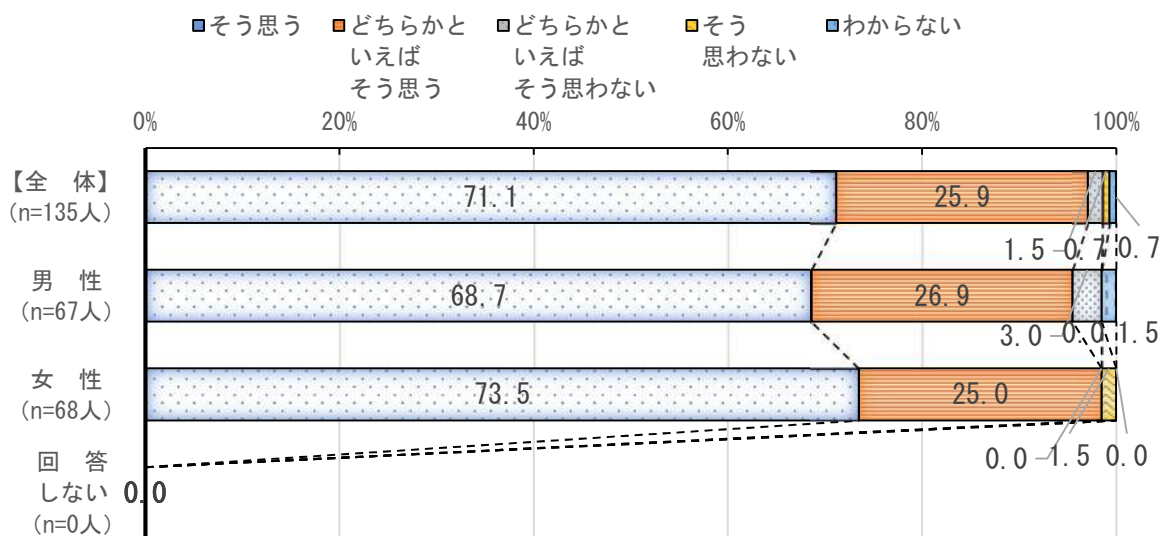 そう思う どちらかと どちらかと そう わからない
いえば いえば 思わない
そう思う そう思わない
0% 20% 40% 60% 80% 100%
【全 体】
(n=135人)
71.1 25.9
1.5 0.7 0.7
男 性
(n=67人)
68.7 26.9
3.0 0.0 1.5
女 性
(n=68人)
73.5 25.0
0.0 1.5 0.0
回 答
しない 0.0
(n=0人)